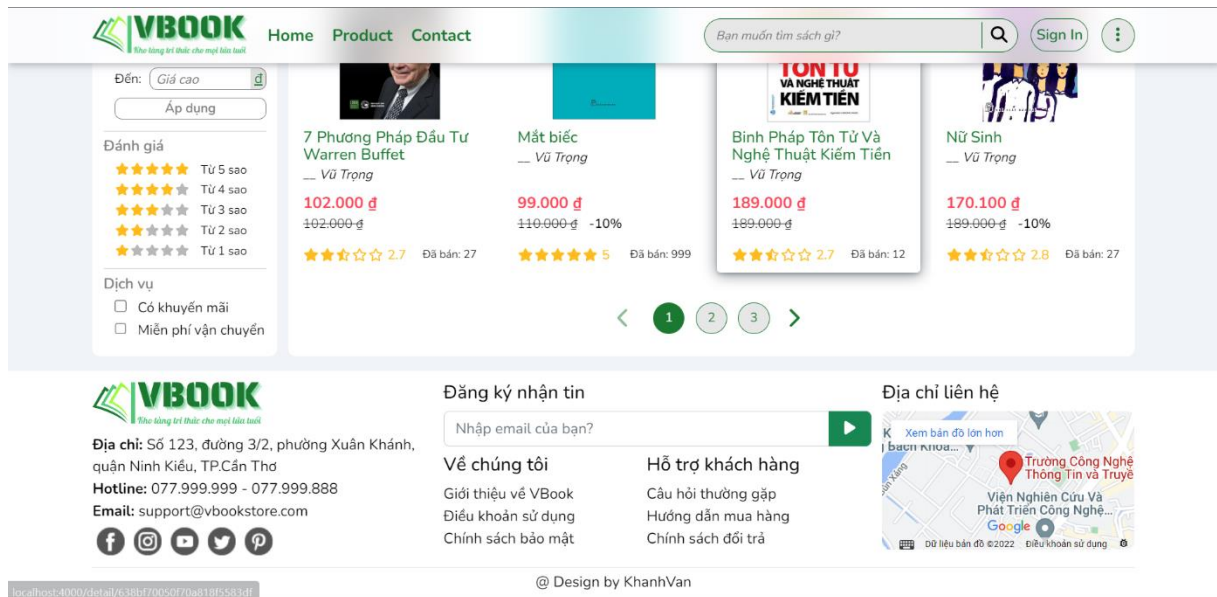 VBOOK
Kho tàng tri thức cho mọi lứa tuổi
Home Product Contact
Bạn muốn tìm sách gì?
Sign In
Đến: Giá cao đ
Áp dụng
Đánh giá
Từ 5 sao
Từ 4 sao
Từ 3 sao
Từ 2 sao
Từ 1 sao
Dịch vụ
Có khuyến mãi
Miễn phí vận chuyển
7 Phương Pháp Đầu Tư
Warren Buffet
__ Vũ Trọng
102.000 đ
102.000 đ
2.7 Đã bán: 27
Mắt biếc
__ Vũ Trọng
99.000 đ
110.000 đ -10%
5 Đã bán: 999
TÔN TỬ
VÀ NGHỆ THUẬT
KIẾM TIỀN
Binh Pháp Tôn Tử Và
Nghệ Thuật Kiếm Tiền
__ Vũ Trọng
189.000 đ
189.000 đ
2.7 Đã bán: 12
Nữ Sinh
__ Vũ Trọng
170.100 đ
189.000 đ -10%
2.8 Đã bán: 27
1 2 3
VBOOK
Kho tàng tri thức cho mọi lứa tuổi
Địa chỉ: Số 123, đường 3/2, phường Xuân Khánh,
quận Ninh Kiều, TP.Cần Thơ
Hotline: 077.999.999 - 077.999.888
Email: support@vbookstore.com
Đăng ký nhận tin
Nhập email của bạn?
Về chúng tôi
Giới thiệu về VBook
Điều khoản sử dụng
Chính sách bảo mật
Hỗ trợ khách hàng
Câu hỏi thường gặp
Hướng dẫn mua hàng
Chính sách đổi trả
Địa chỉ liên hệ
Xem bản đồ lớn hơn
Bách Khoa...
Trường Công Nghệ
Thông Tin và Truyề
Viện Nghiên Cứu Và
Phát Triển Công Nghệ...
Google
Dữ liệu bản đồ ©2022 Điều khoản sử dụng
@ Design by KhanhVan
localhost:4000/detail/638bf70050f70a818f5583df